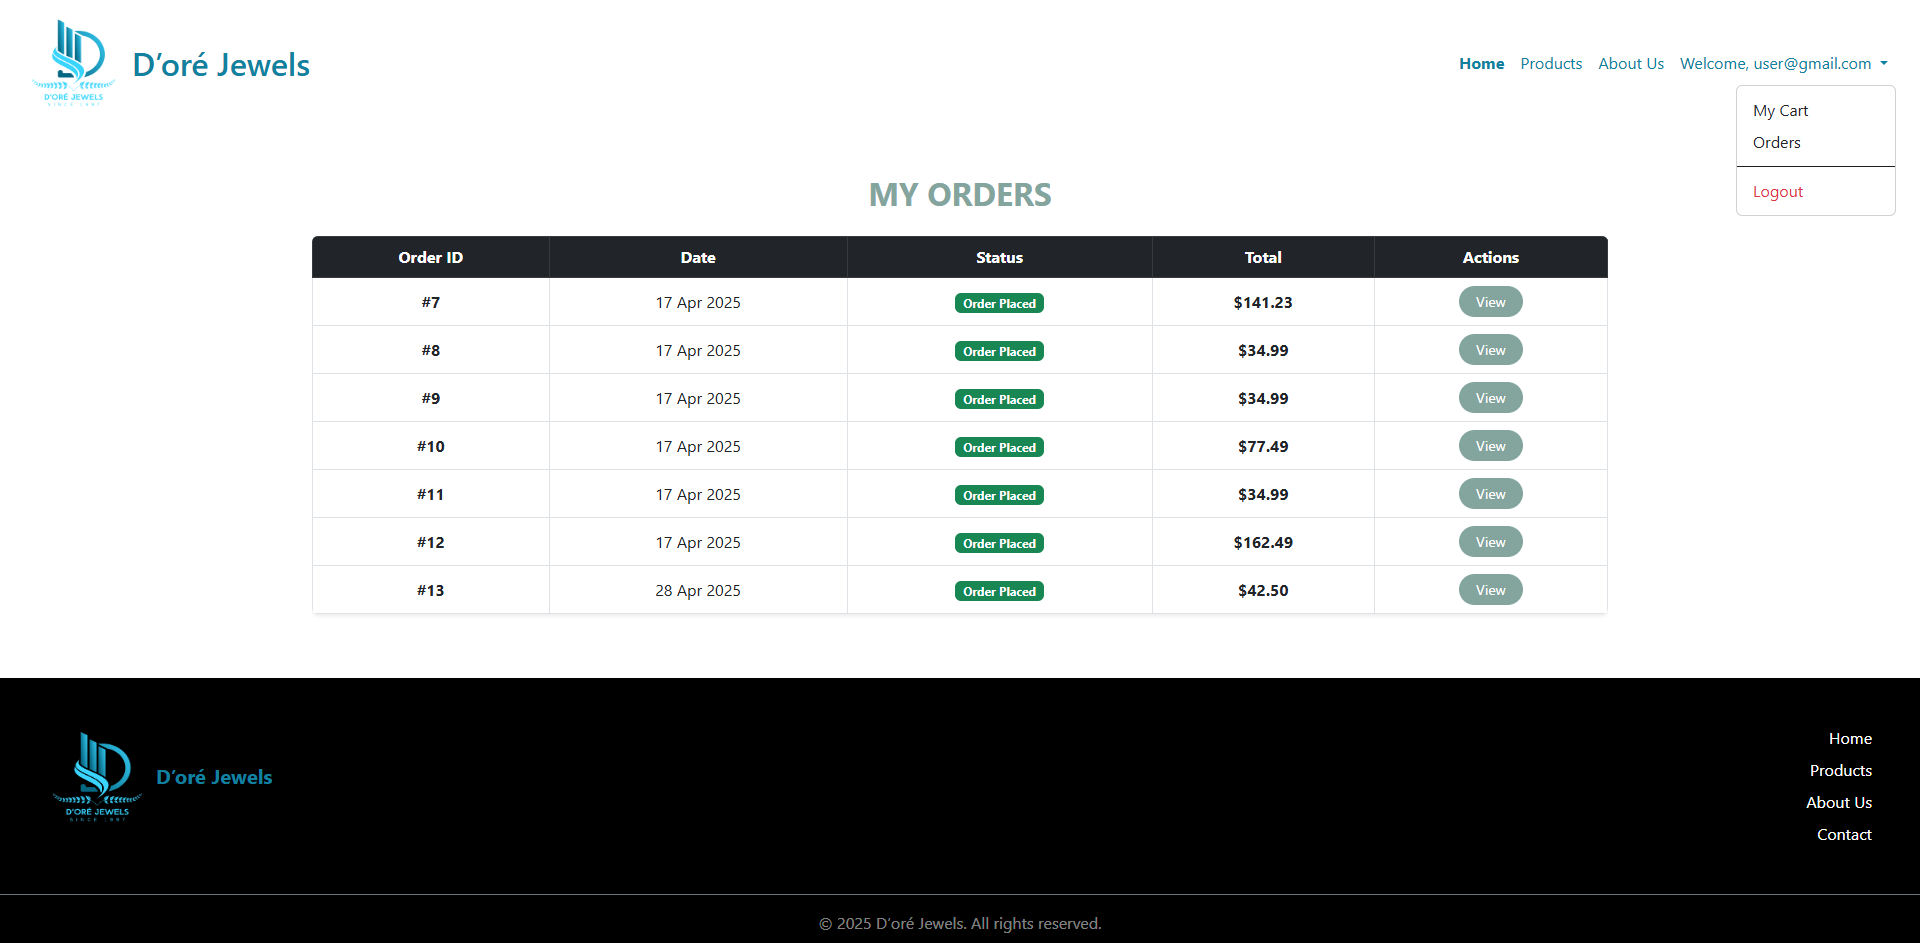 D'ORÉ JEWELS
SINCE 1997
D’oré Jewels
Home Products About Us Welcome, user@gmail.com
My Cart
Orders
Logout
MY ORDERS
Order ID Date Status Total Actions
#7 17 Apr 2025 Order Placed $141.23 View
#8 17 Apr 2025 Order Placed $34.99 View
#9 17 Apr 2025 Order Placed $34.99 View
#10 17 Apr 2025 Order Placed $77.49 View
#11 17 Apr 2025 Order Placed $34.99 View
#12 17 Apr 2025 Order Placed $162.49 View
#13 28 Apr 2025 Order Placed $42.50 View
D'ORÉ JEWELS
SINCE 1997
D’oré Jewels
Home
Products
About Us
Contact
© 2025 D’oré Jewels. All rights reserved.